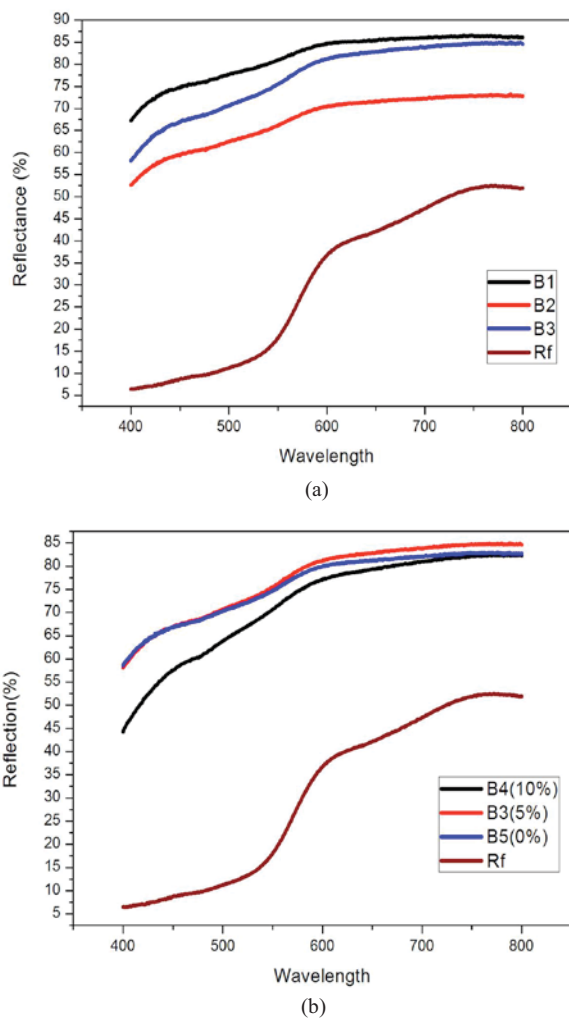 90
85
80
75
70
65
60
55
50
45
40
35
30
25
20
15
10
5
Reflectance (%)
B1
B2
B3
Rf
400 500 600 700 800
Wavelength
(a)
85
80
75
70
65
60
55
50
45
40
35
30
25
20
15
10
5
Reflection(%)
B4(10%)
B3(5%)
B5(0%)
Rf
400 500 600 700 800
Wavelength
(b)